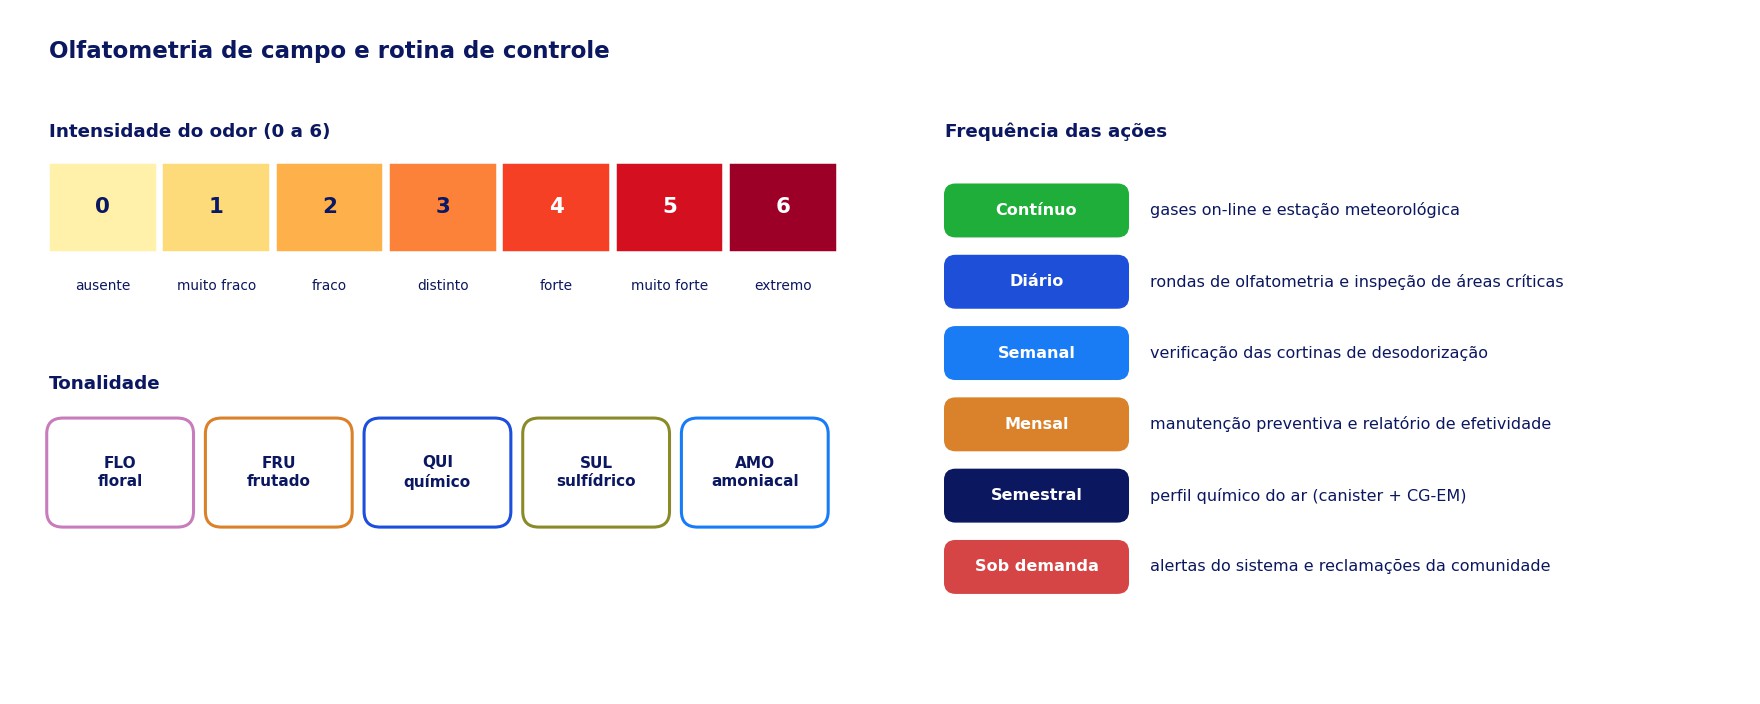 Olfatometria de campo e rotina de controle
Intensidade do odor (0 a 6)
0 1 2 3 4 5 6
ausente muito fraco fraco distinto forte muito forte extremo
Tonalidade
FLO
floral
FRU
frutado
QUI
químico
SUL
sulfídrico
AMO
amoniacal
Frequência das ações
Contínuo gases on-line e estação meteorológica
Diário rondas de olfatometria e inspeção de áreas críticas
Semanal verificação das cortinas de desodorização
Mensal manutenção preventiva e relatório de efetividade
Semestral perfil químico do ar (canister + CG-EM)
Sob demanda alertas do sistema e reclamações da comunidade